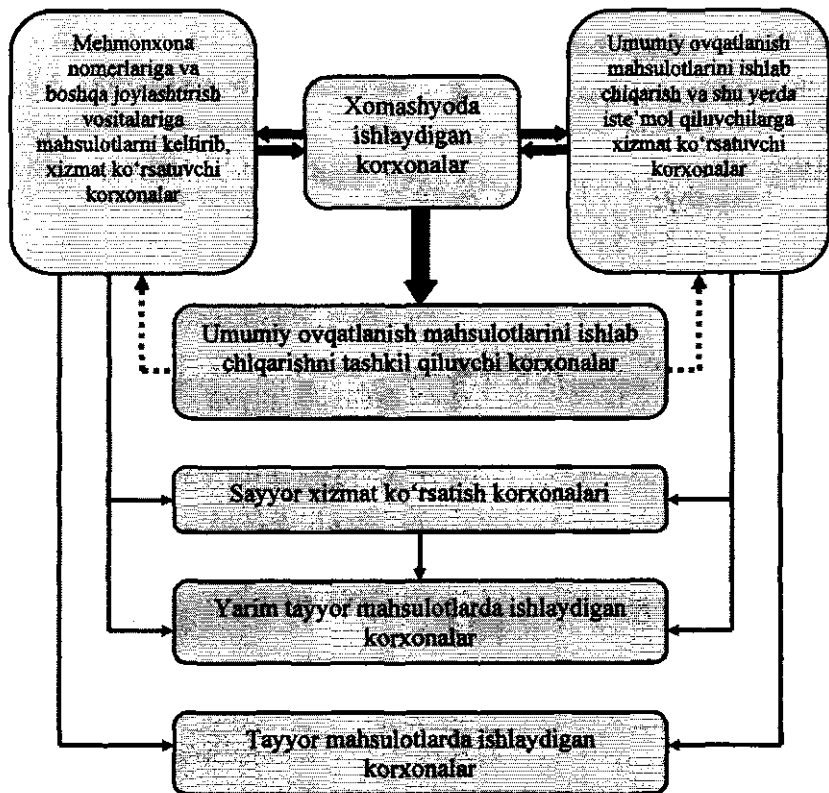 Mehmonxona
nomerlariga va
boshqa joylashtirish
vositalariga
mahsulotlarni keltirib,
xizmat ko‘rsatuvchi
korxonalar
Xomashyoda
ishlaydigan
korxonalar
Umumiy ovqatlanish
mahsulotlarini ishlab
chiqarish va shu yerda
iste`mol qiluvchilarga
xizmat ko‘rsatuvchi
korxonalar
Umumiy ovqatlanish mahsulotlarini ishlab
chiqarishni tashkil qiluvchi korxonalar
Sayyor xizmat ko‘rsatish korxonalari
Yarim tayyor mahsulotlarda ishlaydigan
korxonalar
Tayyor mahsulotlarda ishlaydigan
korxonalar